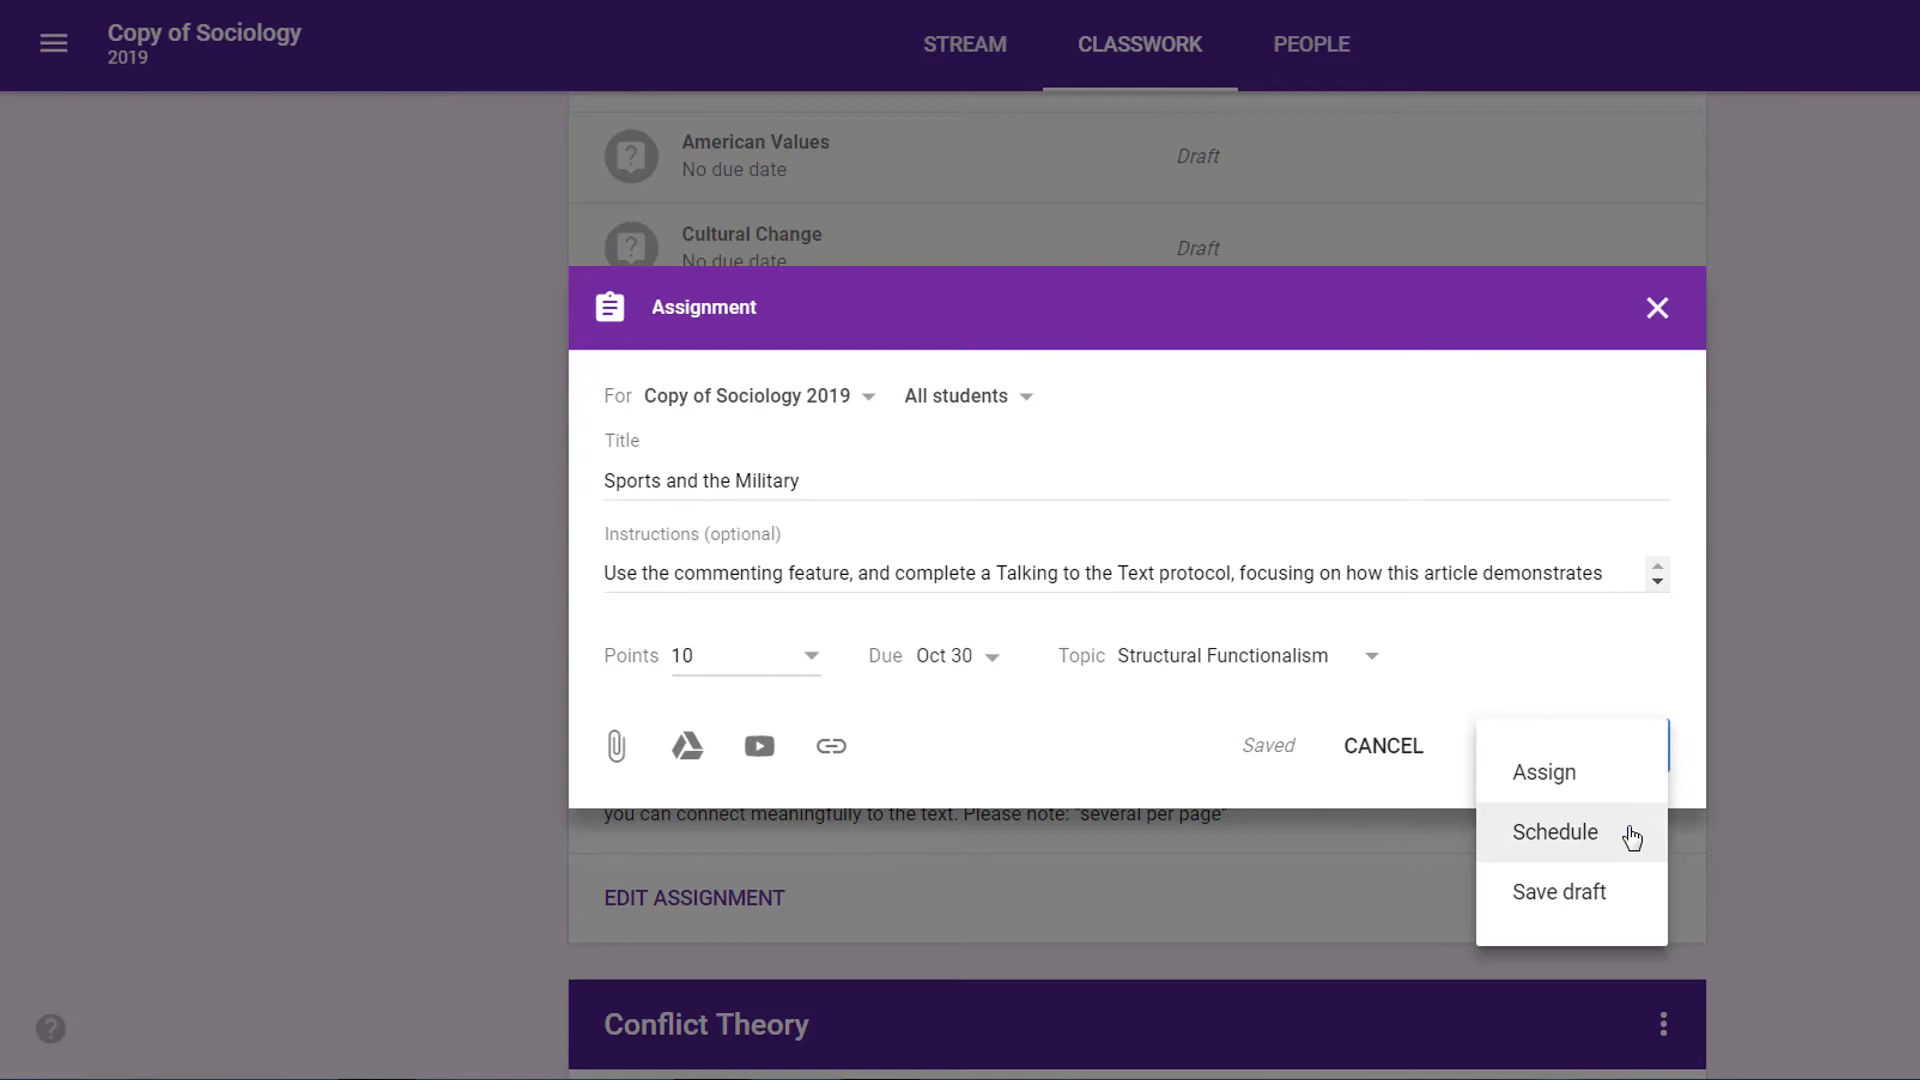 Copy of Sociology
2019
STREAM
CLASSWORK
PEOPLE
American Values
No due date
Draft
Cultural Change
No due date
Draft
Assignment
For Copy of Sociology 2019 All students
Title
Sports and the Military
Instructions (optional)
Use the commenting feature, and complete a Talking to the Text protocol, focusing on how this article demonstrates
Points 10 Due Oct 30 Topic Structural Functionalism
Saved CANCEL
Assign
Schedule
Save draft
you can connect meaningfully to the text. Please note: "several per page"
EDIT ASSIGNMENT
Conflict Theory